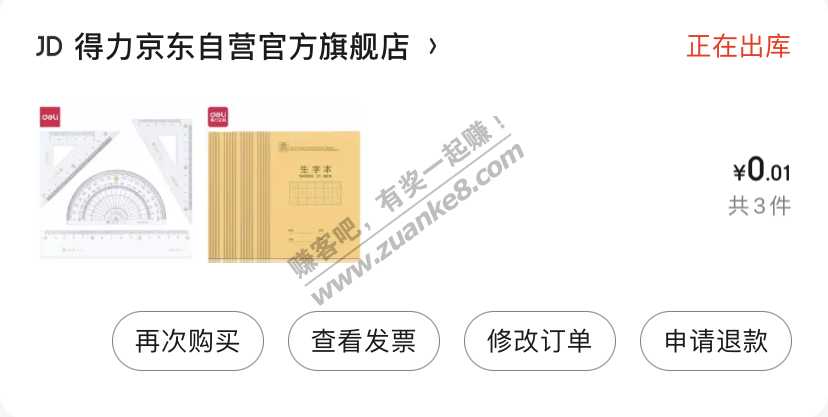 JD 得力京东自营官方旗舰店 >
正在出库
deli
deli
生字本
¥0.01
共3件
赚客吧，有奖一起赚！
www.zuanke8.com
再次购买
查看发票
修改订单
申请退款